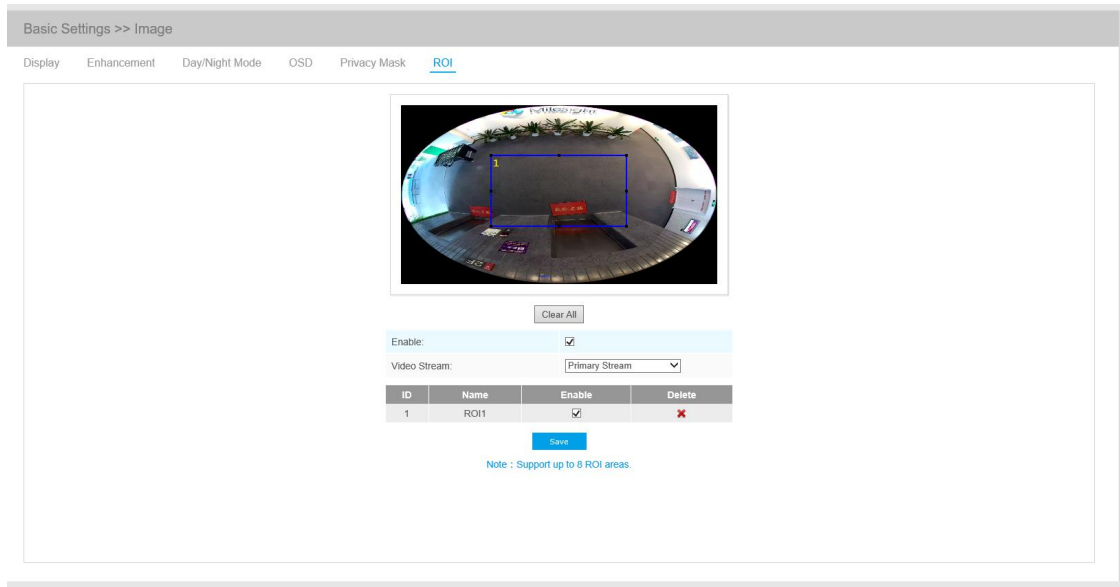 Basic Settings >> Image
Display Enhancement Day/Night Mode OSD Privacy Mask ROI
Milesight
1
Clear All
Enable:
Video Stream: Primary Stream
ID Name Enable Delete
1 ROI1
Save
Note : Support up to 8 ROI areas.